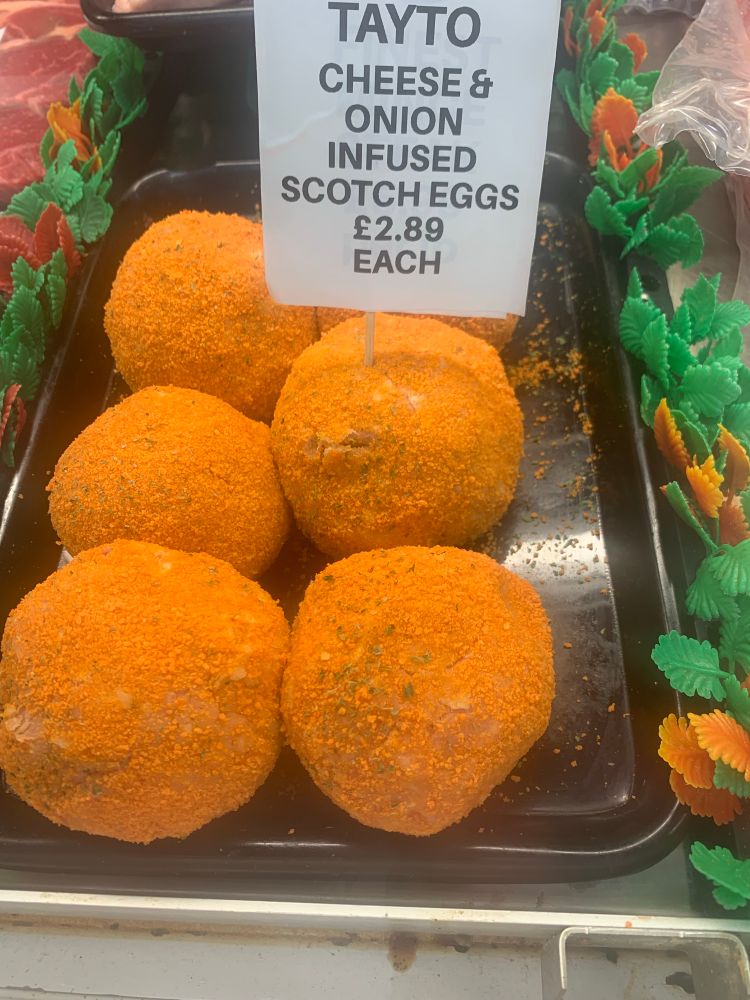 TAYTO
CHEESE &
ONION
INFUSED
SCOTCH EGGS
£2.89
EACH